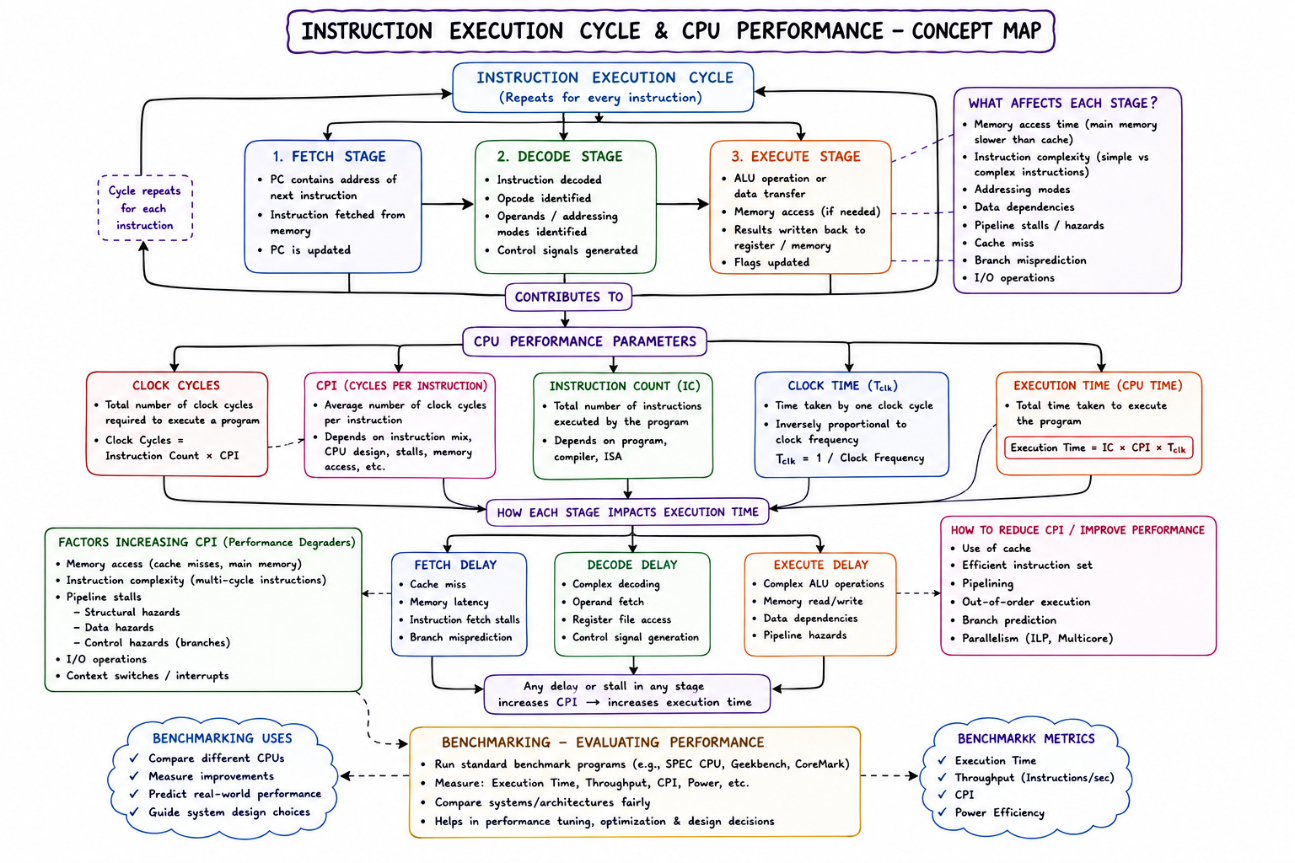 INSTRUCTION EXECUTION CYCLE & CPU PERFORMANCE – CONCEPT MAP
INSTRUCTION EXECUTION CYCLE
(Repeats for every instruction)
Cycle repeats
for each
instruction
1. FETCH STAGE
• PC contains address of
next instruction
• Instruction fetched from
memory
• PC is updated
2. DECODE STAGE
• Instruction decoded
• Opcode identified
• Operands / addressing
modes identified
• Control signals generated
3. EXECUTE STAGE
• ALU operation or
data transfer
• Memory access (if needed)
• Results written back to
register / memory
• Flags updated
WHAT AFFECTS EACH STAGE?
• Memory access time (main memory
slower than cache)
• Instruction complexity (simple vs
complex instructions)
• Addressing modes
• Data dependencies
• Pipeline stalls / hazards
• Cache miss
• Branch misprediction
• I/O operations
CONTRIBUTES TO
CPU PERFORMANCE PARAMETERS
CLOCK CYCLES
• Total number of clock cycles
required to execute a program
• Clock Cycles =
Instruction Count × CPI
CPI (CYCLES PER INSTRUCTION)
• Average number of clock cycles
per instruction
• Depends on instruction mix,
CPU design, stalls, memory
access, etc.
INSTRUCTION COUNT (IC)
• Total number of instructions
executed by the program
• Depends on program,
compiler, ISA
CLOCK TIME (Tclk)
• Time taken by one clock cycle
• Inversely proportional to
clock frequency
Tclk = 1 / Clock Frequency
EXECUTION TIME (CPU TIME)
• Total time taken to execute
the program
Execution Time = IC × CPI × Tclk
HOW EACH STAGE IMPACTS EXECUTION TIME
FACTORS INCREASING CPI (Performance Degraders)
• Memory access (cache misses, main memory)
• Instruction complexity (multi-cycle instructions)
• Pipeline stalls
– Structural hazards
– Data hazards
– Control hazards (branches)
• I/O operations
• Context switches / interrupts
FETCH DELAY
• Cache miss
• Memory latency
• Instruction fetch stalls
• Branch misprediction
DECODE DELAY
• Complex decoding
• Operand fetch
• Register file access
• Control signal generation
EXECUTE DELAY
• Complex ALU operations
• Memory read/write
• Data dependencies
• Pipeline hazards
HOW TO REDUCE CPI / IMPROVE PERFORMANCE
• Use of cache
• Efficient instruction set
• Pipelining
• Out-of-order execution
• Branch prediction
• Parallelism (ILP, Multicore)
Any delay or stall in any stage
increases CPI → increases execution time
BENCHMARKING USES
✓ Compare different CPUs
✓ Measure improvements
✓ Predict real-world performance
✓ Guide system design choices
BENCHMARKING – EVALUATING PERFORMANCE
• Run standard benchmark programs (e.g., SPEC CPU, Geekbench, CoreMark)
• Measure: Execution Time, Throughput, CPI, Power, etc.
• Compare systems/architectures fairly
• Helps in performance tuning, optimization & design decisions
BENCHMARKK METRICS
✓ Execution Time
✓ Throughput (Instructions/sec)
✓ CPI
✓ Power Efficiency